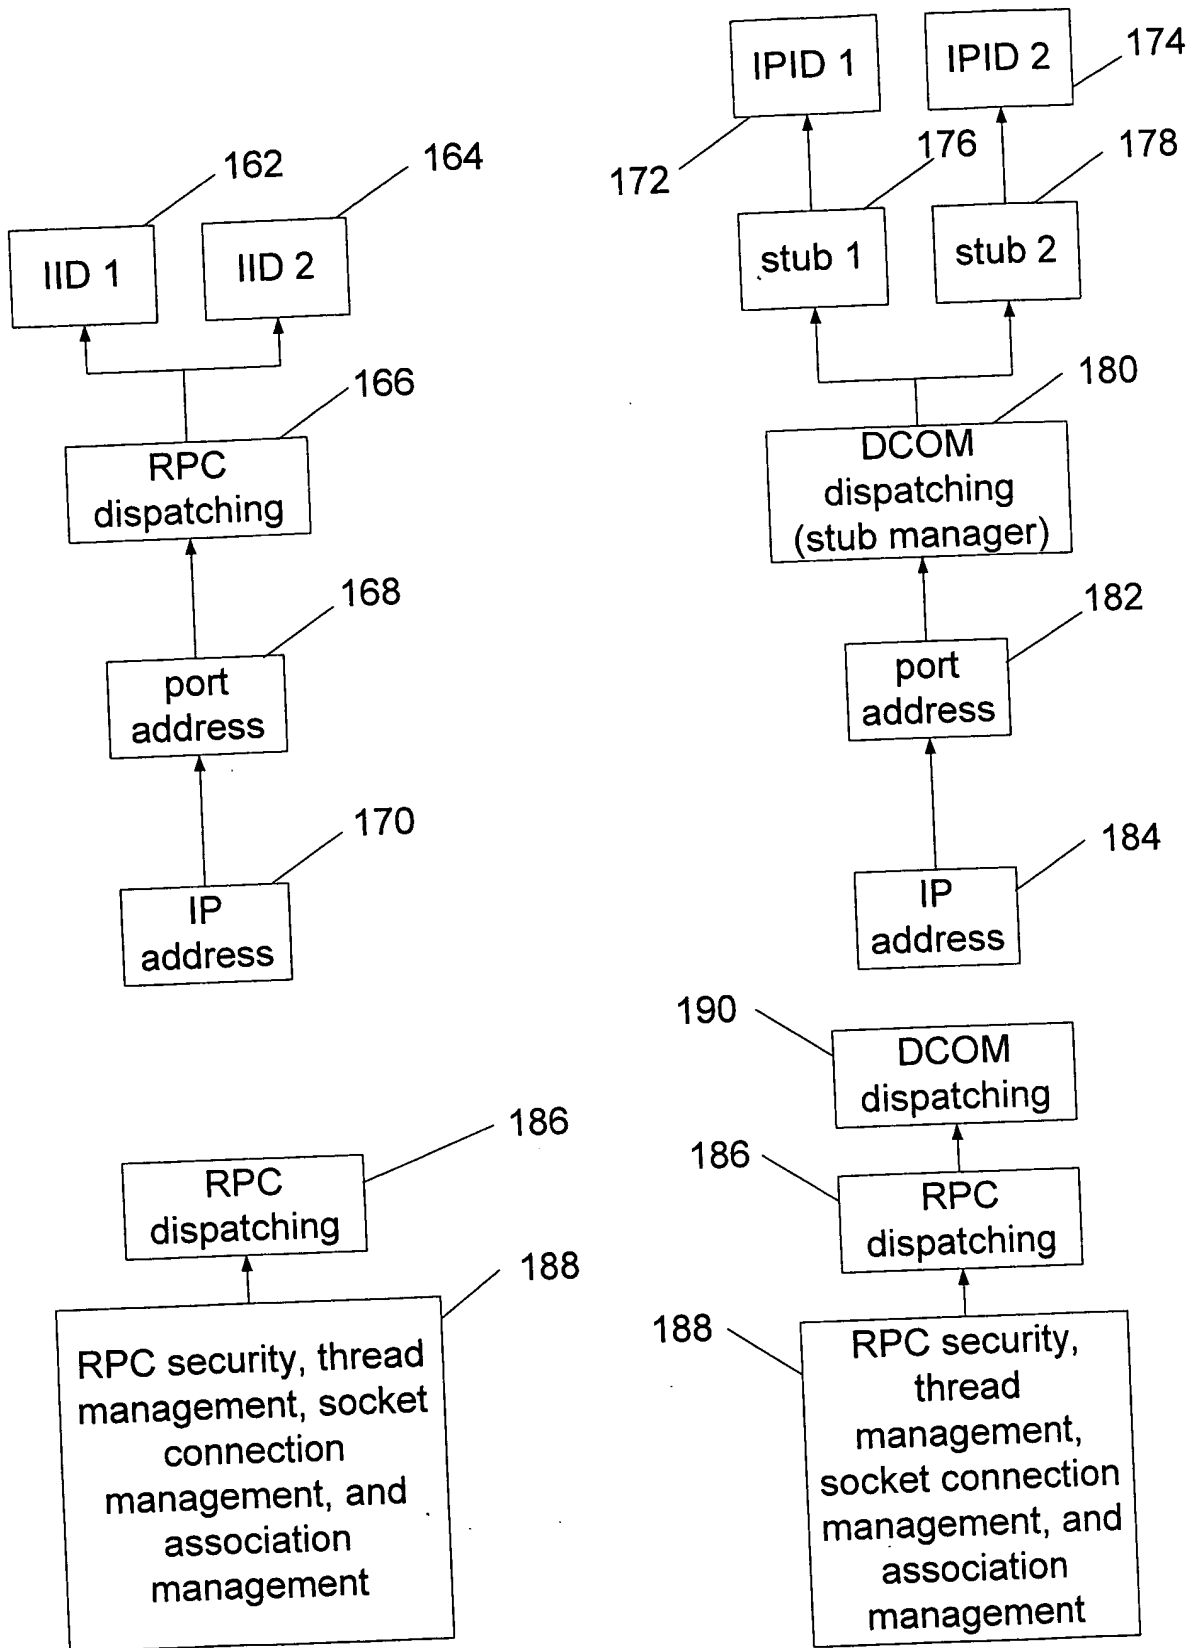 162
164
IID 1
IID 2
166
RPC
dispatching
168
port
address
170
IP
address
186
RPC
dispatching
188
RPC security, thread
management, socket
connection
management, and
association
management
IPID 1
IPID 2
174
172
176
178
stub 1
stub 2
180
DCOM
dispatching
(stub manager)
182
port
address
184
IP
address
190
DCOM
dispatching
186
RPC
dispatching
188
RPC security,
thread
management,
socket connection
management, and
association
management